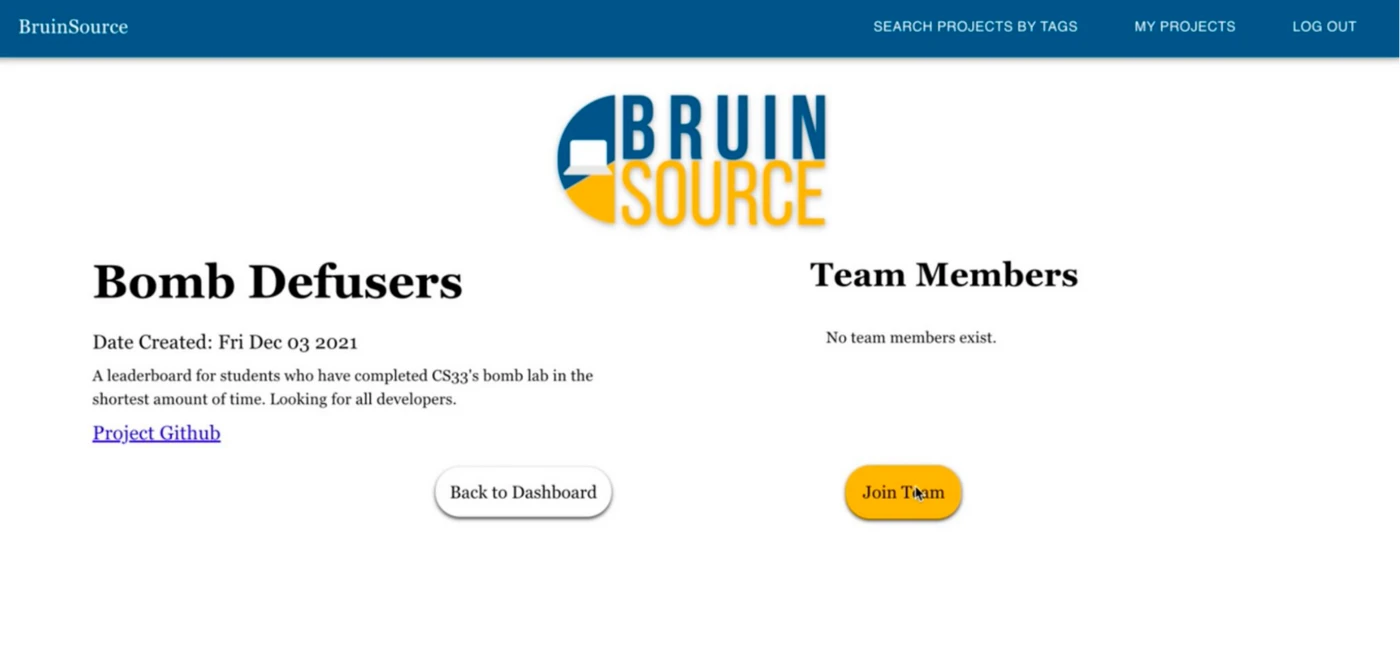 BruinSource
SEARCH PROJECTS BY TAGS
MY PROJECTS
LOG OUT
BRUIN
SOURCE
Bomb Defusers
Date Created: Fri Dec 03 2021
A leaderboard for students who have completed CS33's bomb lab in the
shortest amount of time. Looking for all developers.
Project Github
Team Members
No team members exist.
Back to Dashboard
Join Team